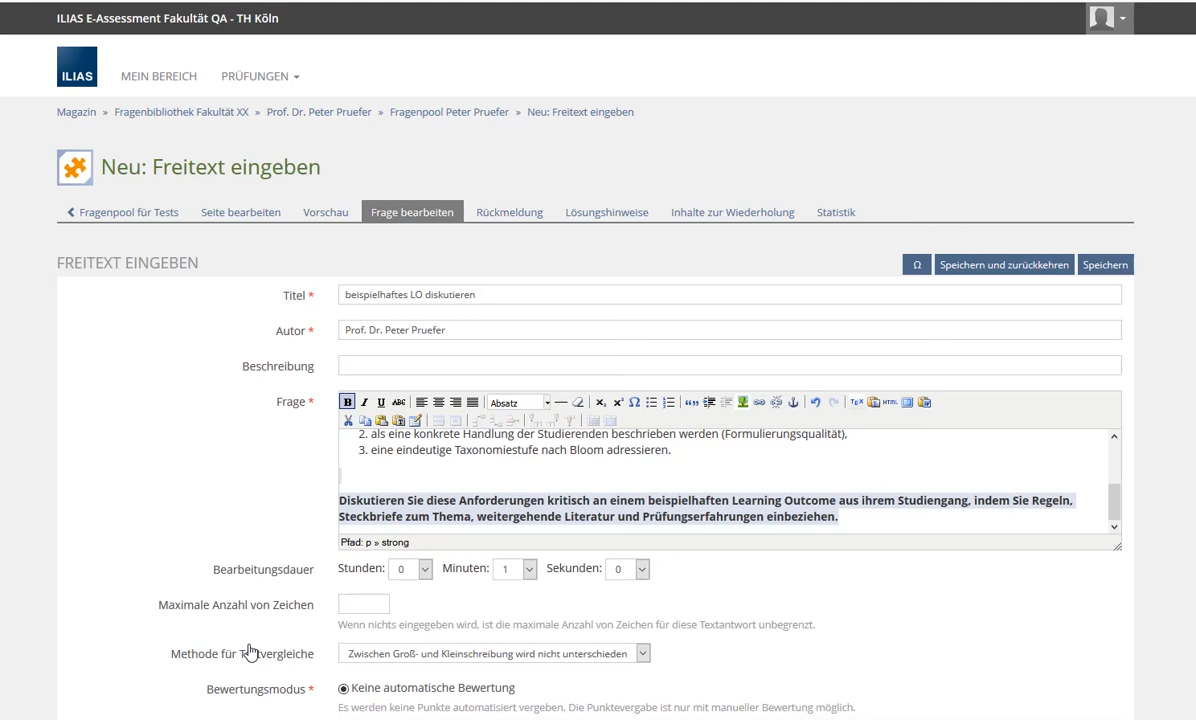 ILIAS E-Assessment Fakultät QA - TH Köln
ILIAS MEIN BEREICH PRÜFUNGEN
Magazin » Fragenbibliothek Fakultät XX » Prof. Dr. Peter Pruefer » Fragenpool Peter Pruefer » Neu: Freitext eingeben
Neu: Freitext eingeben
Fragenpool für Tests Seite bearbeiten Vorschau Frage bearbeiten Rückmeldung Lösungshinweise Inhalte zur Wiederholung Statistik
FREITEXT EINGEBEN Ω Speichern und zurückkehren Speichern
Titel * beispielhaftes LO diskutieren
Autor * Prof. Dr. Peter Pruefer
Beschreibung
Frage * B I U ABC Absatz TEX HTML
2. als eine konkrete Handlung der Studierenden beschrieben werden (Formulierungsqualität),
3. eine eindeutige Taxonomiestufe nach Bloom adressieren.
Diskutieren Sie diese Anforderungen kritisch an einem beispielhaften Learning Outcome aus ihrem Studiengang, indem Sie Regeln,
Steckbriefe zum Thema, weitergehende Literatur und Prüfungserfahrungen einbeziehen.
Pfad: p » strong
Bearbeitungsdauer Stunden: 0 Minuten: 1 Sekunden: 0
Maximale Anzahl von Zeichen
Wenn nichts eingegeben wird, ist die maximale Anzahl von Zeichen für diese Textantwort unbegrenzt.
Methode für Textvergleiche Zwischen Groß- und Kleinschreibung wird nicht unterschieden
Bewertungsmodus * Keine automatische Bewertung
Es werden keine Punkte automatisiert vergeben. Die Punktevergabe ist nur mit manueller Bewertung möglich.